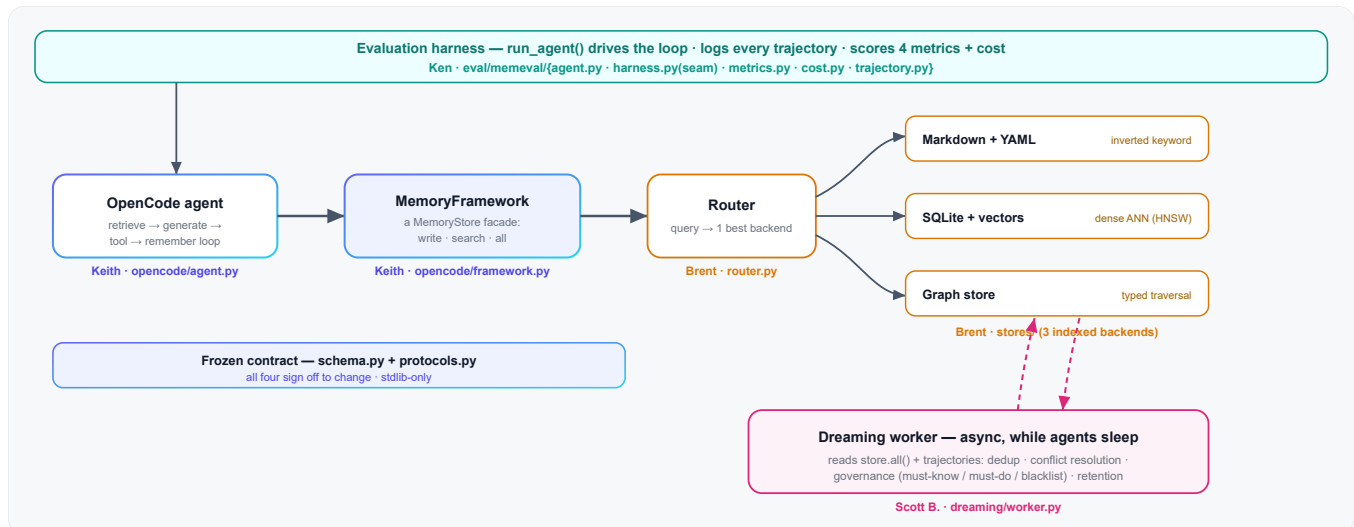 Evaluation harness — run_agent() drives the loop · logs every trajectory · scores 4 metrics + cost
Ken · eval/memeval/{agent.py · harness.py(seam) · metrics.py · cost.py · trajectory.py}
Markdown + YAML
inverted keyword
OpenCode agent
retrieve → generate →
tool → remember loop
Keith · opencode/agent.py
MemoryFramework
a MemoryStore facade:
write · search · all
Keith · opencode/framework.py
Router
query → 1 best backend
Brent · router.py
SQLite + vectors
dense ANN (HNSW)
Graph store
typed traversal
Brent · stores (3 indexed backends)
Frozen contract — schema.py + protocols.py
all four sign off to change · stdlib-only
Dreaming worker — async, while agents sleep
reads store.all() + trajectories: dedup · conflict resolution ·
governance (must-know / must-do / blacklist) · retention
Scott B. · dreaming/worker.py